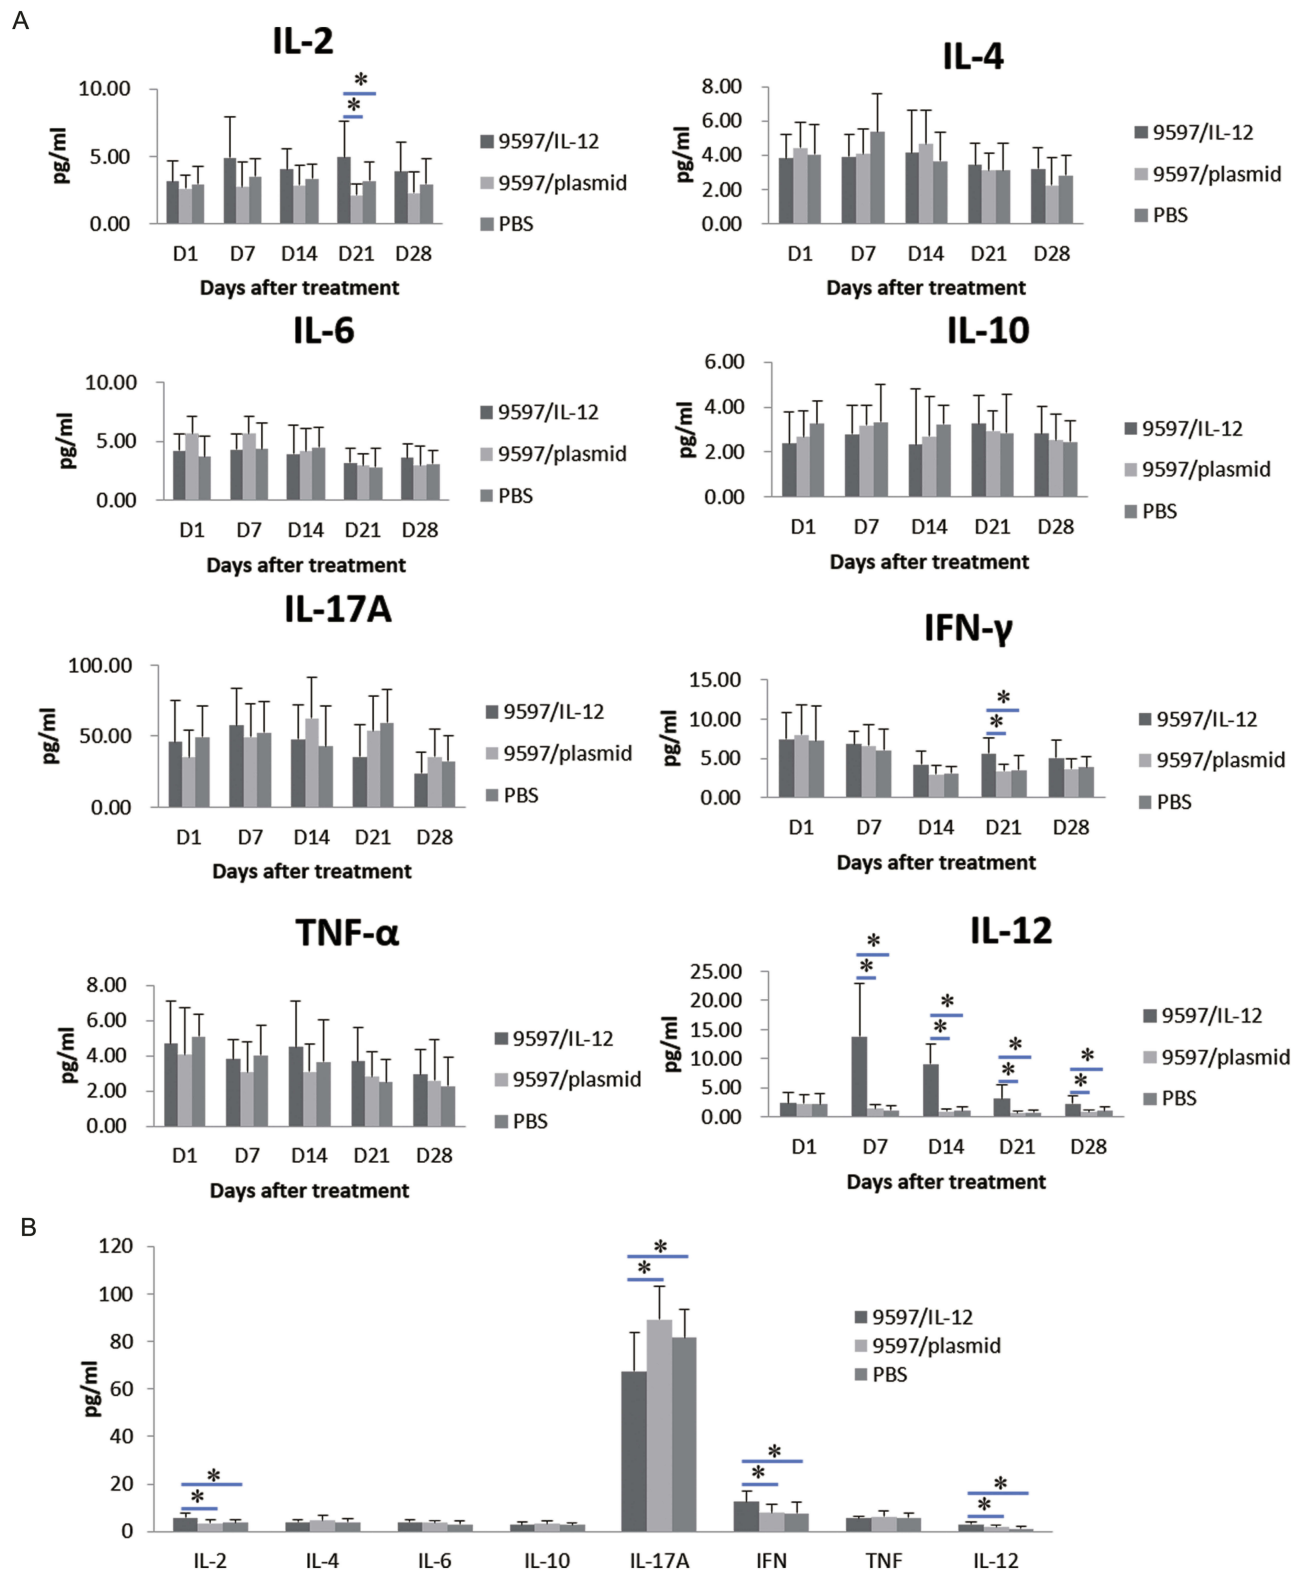 A
IL-2
*
*
10.00
5.00
0.00
pg/ml
D1 D7 D14 D21 D28
Days after treatment
9597/IL-12
9597/plasmid
PBS
IL-4
8.00
6.00
4.00
2.00
0.00
pg/ml
D1 D7 D14 D21 D28
Days after treatment
9597/IL-12
9597/plasmid
PBS
IL-6
10.00
5.00
0.00
pg/ml
D1 D7 D14 D21 D28
Days after treatment
9597/IL-12
9597/plasmid
PBS
IL-10
6.00
4.00
2.00
0.00
pg/ml
D1 D7 D14 D21 D28
Days after treatment
9597/IL-12
9597/plasmid
PBS
IL-17A
100.00
50.00
0.00
pg/ml
D1 D7 D14 D21 D28
Days after treatment
9597/IL-12
9597/plasmid
PBS
IFN-γ
*
*
15.00
10.00
5.00
0.00
pg/ml
D1 D7 D14 D21 D28
Days after treatment
9597/IL-12
9597/plasmid
PBS
TNF-α
8.00
6.00
4.00
2.00
0.00
pg/ml
D1 D7 D14 D21 D28
Days after treatment
9597/IL-12
9597/plasmid
PBS
IL-12
* * * *
* * * *
25.00
20.00
15.00
10.00
5.00
0.00
pg/ml
D1 D7 D14 D21 D28
Days after treatment
9597/IL-12
9597/plasmid
PBS
B
120
100
80
60
40
20
0
pg/ml
* * * *
* * * *
IL-2 IL-4 IL-6 IL-10 IL-17A IFN TNF IL-12
9597/IL-12
9597/plasmid
PBS